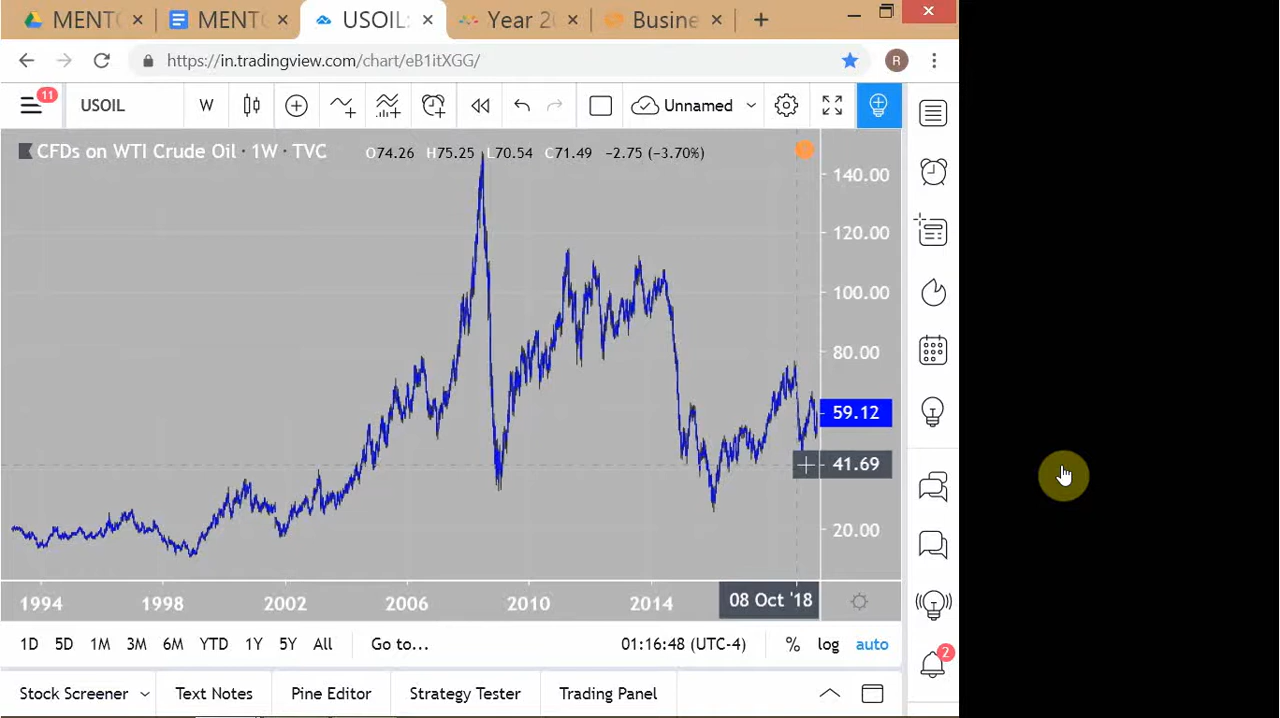 MENT
MENT
USOIL:
Year 2
Busine
https://in.tradingview.com/chart/eB1itXGG/
R
11
USOIL
W
Unnamed
CFDs on WTI Crude Oil · 1W · TVC O74.26 H75.25 L70.54 C71.49 −2.75 (−3.70%)
140.00
120.00
100.00
80.00
59.12
41.69
20.00
1994 1998 2002 2006 2010 2014 08 Oct '18
1D 5D 1M 3M 6M YTD 1Y 5Y All Go to... 01:16:48 (UTC-4) % log auto
2
Stock Screener Text Notes Pine Editor Strategy Tester Trading Panel